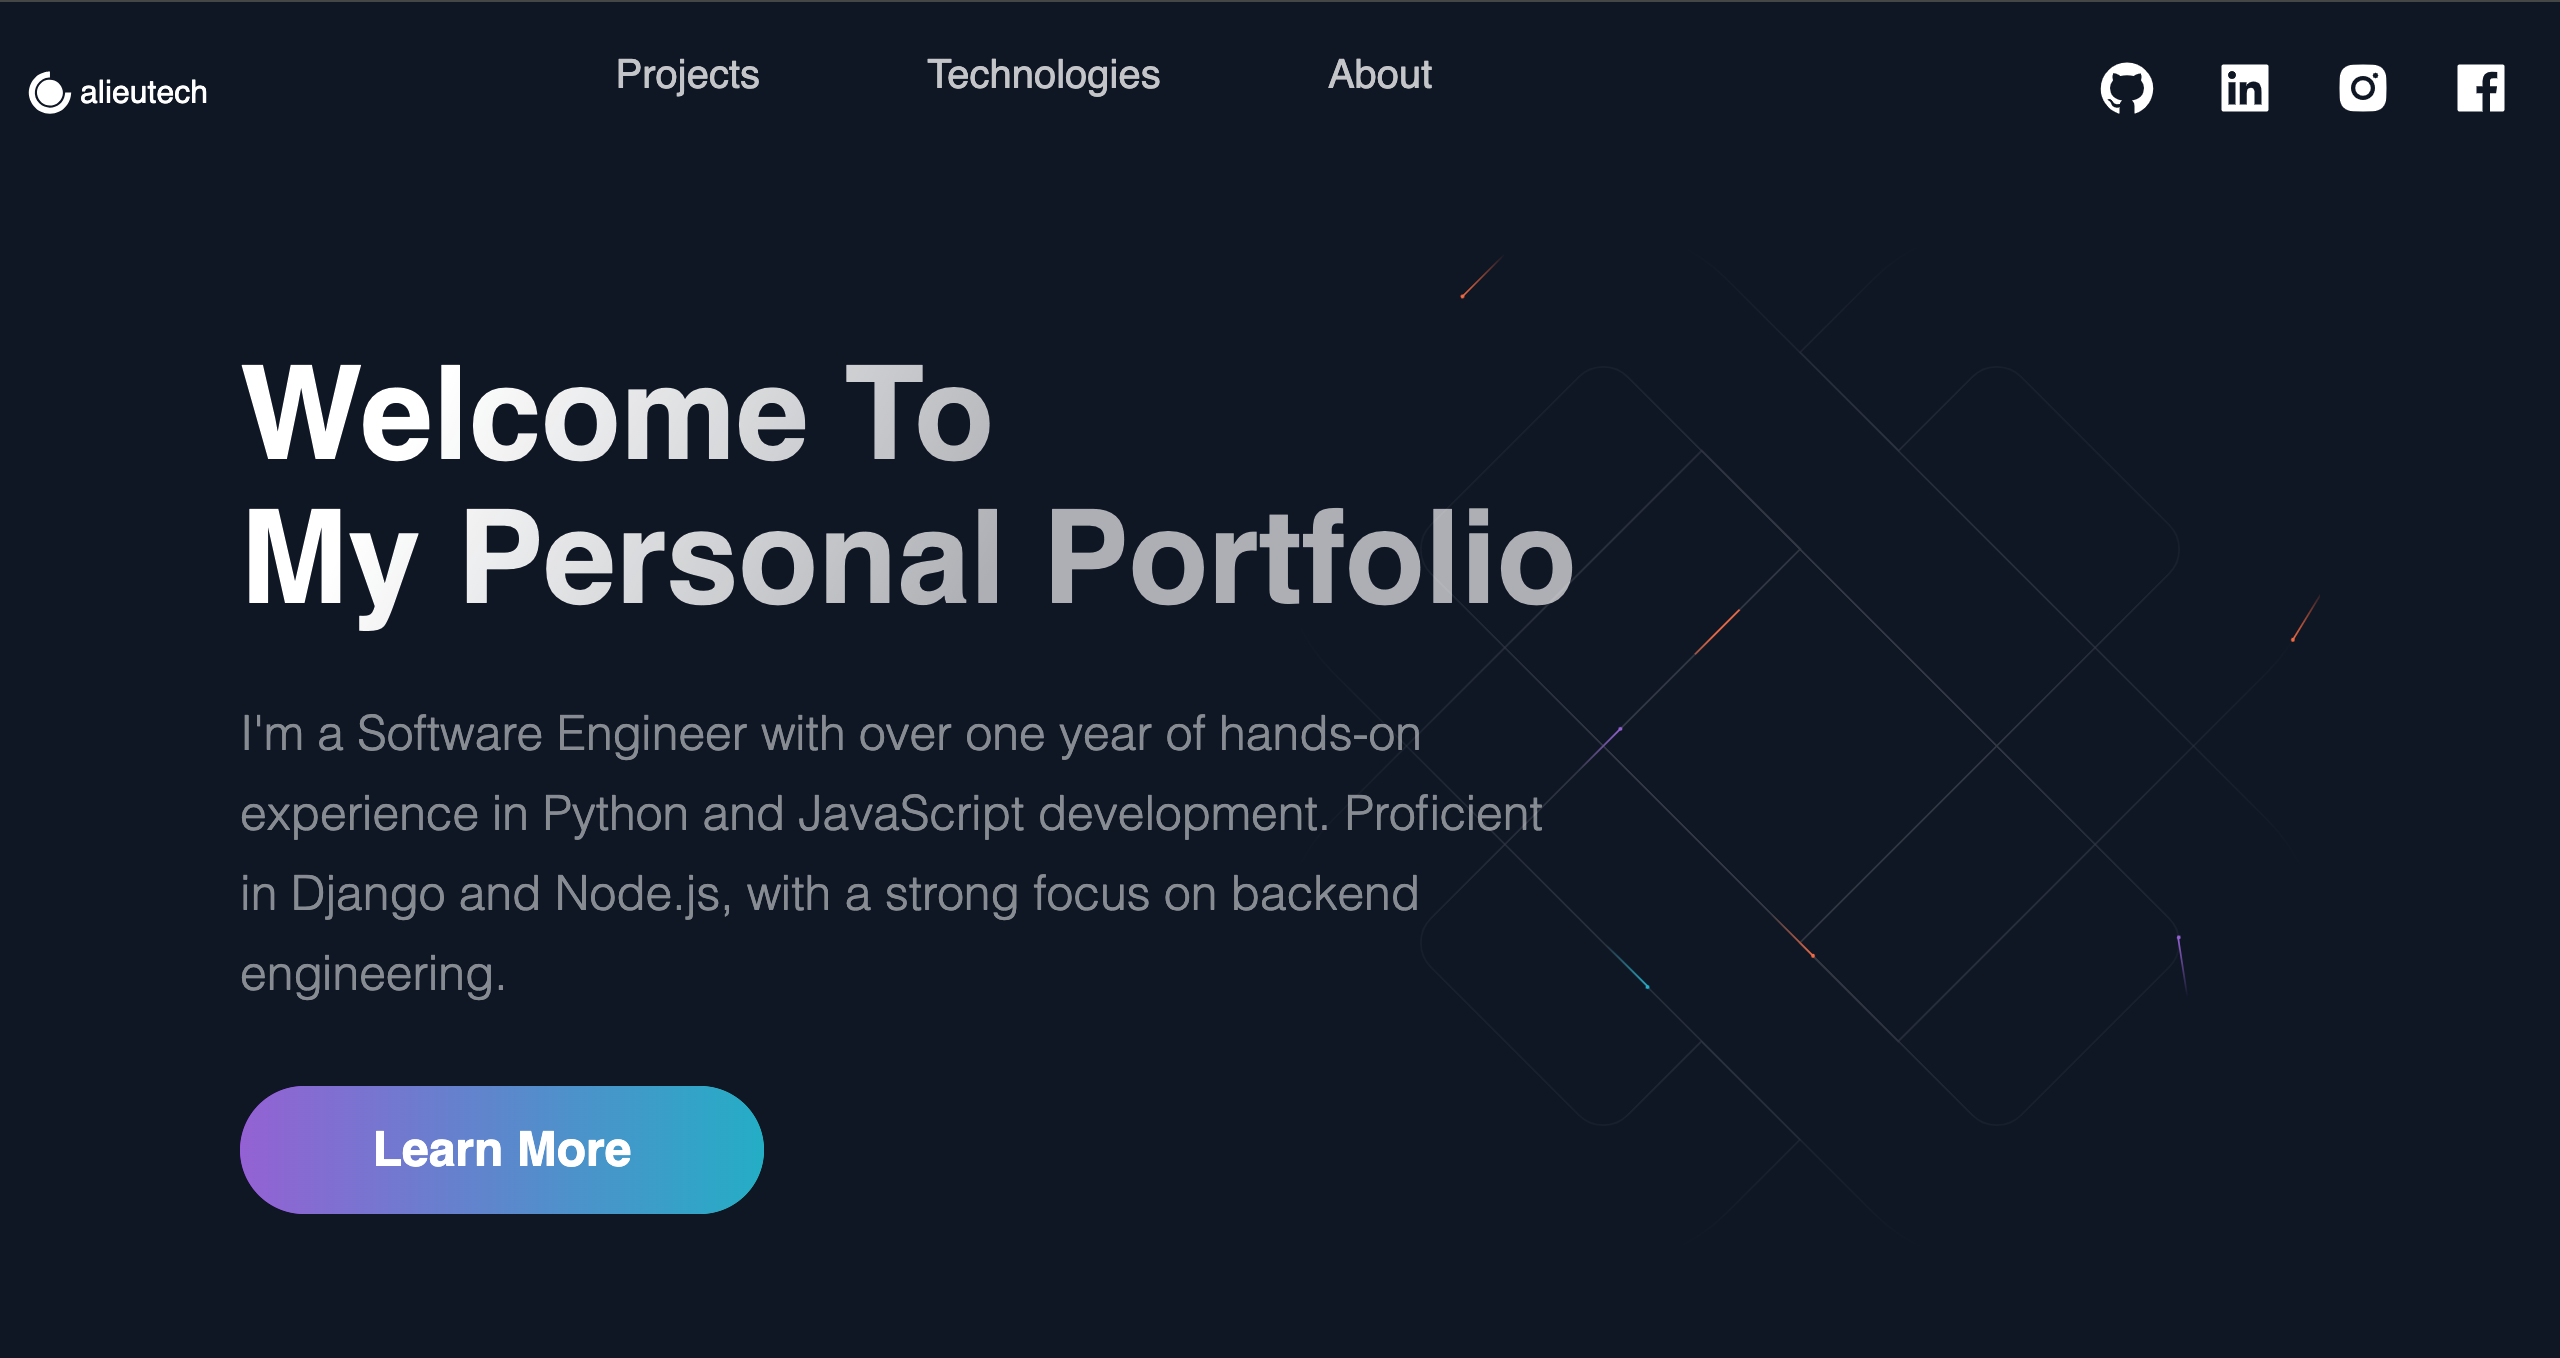 alieutech
Projects
Technologies
About
Welcome To
My Personal Portfolio
I'm a Software Engineer with over one year of hands-on
experience in Python and JavaScript development. Proficient
in Django and Node.js, with a strong focus on backend
engineering.
Learn More